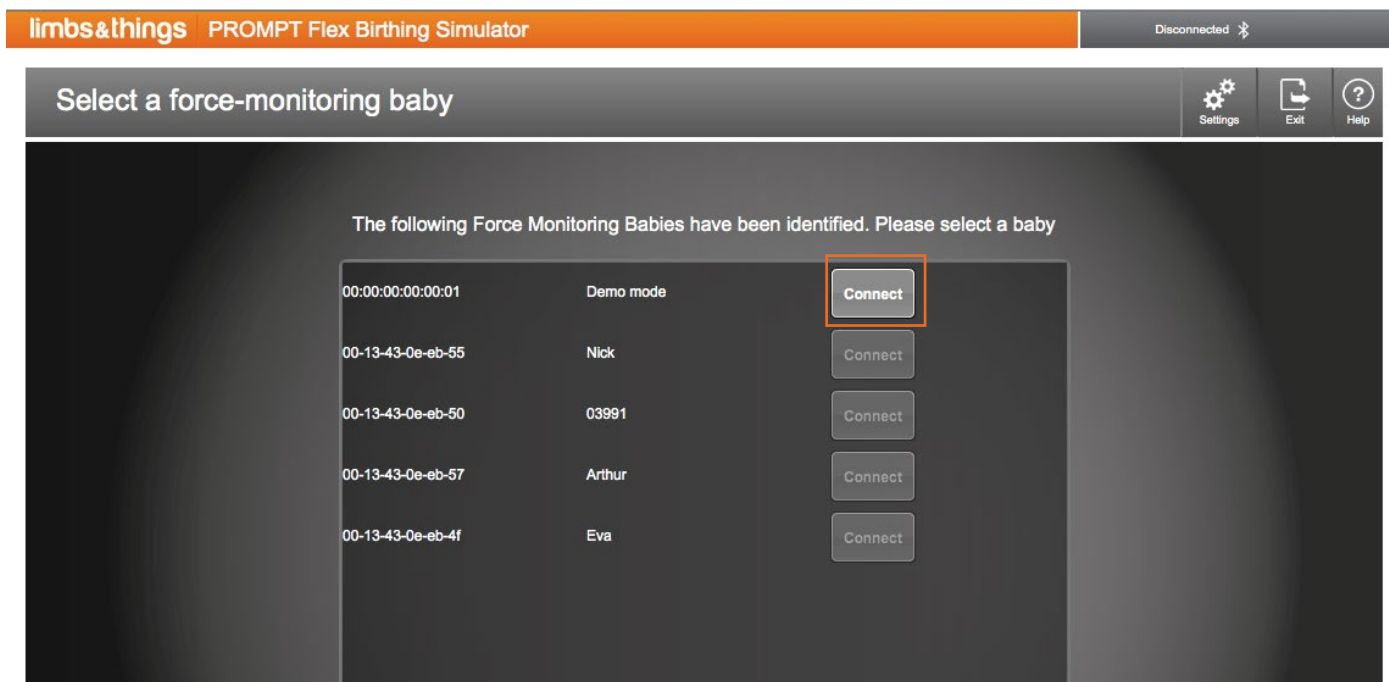 limbs&things PROMPT Flex Birthing Simulator
Disconnected
Select a force-monitoring baby
Settings
Exit
?
Help
The following Force Monitoring Babies have been identified. Please select a baby
00:00:00:00:00:01 Demo mode Connect
00-13-43-0e-eb-55 Nick Connect
00-13-43-0e-eb-50 03991 Connect
00-13-43-0e-eb-57 Arthur Connect
00-13-43-0e-eb-4f Eva Connect